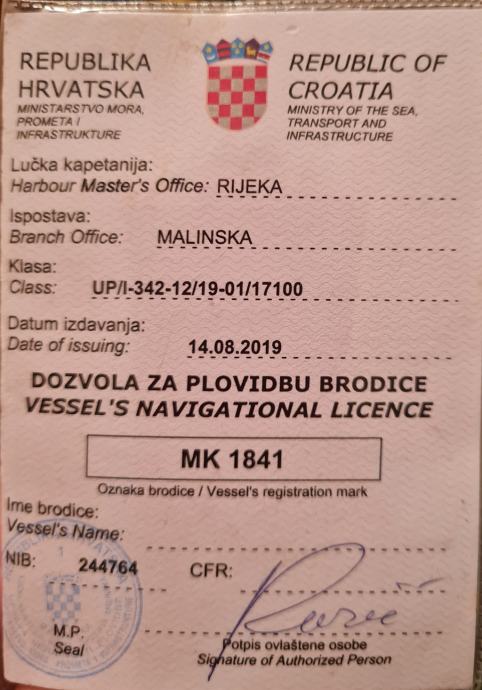 REPUBLIKA
HRVATSKA
MINISTARSTVO MORA,
PROMETA I
INFRASTRUKTURE
REPUBLIC OF
CROATIA
MINISTRY OF THE SEA,
TRANSPORT AND
INFRASTRUCTURE
Lučka kapetanija:
Harbour Master's Office: RIJEKA
Ispostava:
Branch Office: MALINSKA
Klasa:
Class: UP/I-342-12/19-01/17100
Datum izdavanja:
Date of issuing: 14.08.2019
DOZVOLA ZA PLOVIDBU BRODICE
VESSEL'S NAVIGATIONAL LICENCE
MK 1841
Oznaka brodice / Vessel's registration mark
Ime brodice:
Vessel's Name:
NIB: 244764 CFR:
M.P.
Seal
Potpis ovlaštene osobe
Signature of Authorized Person